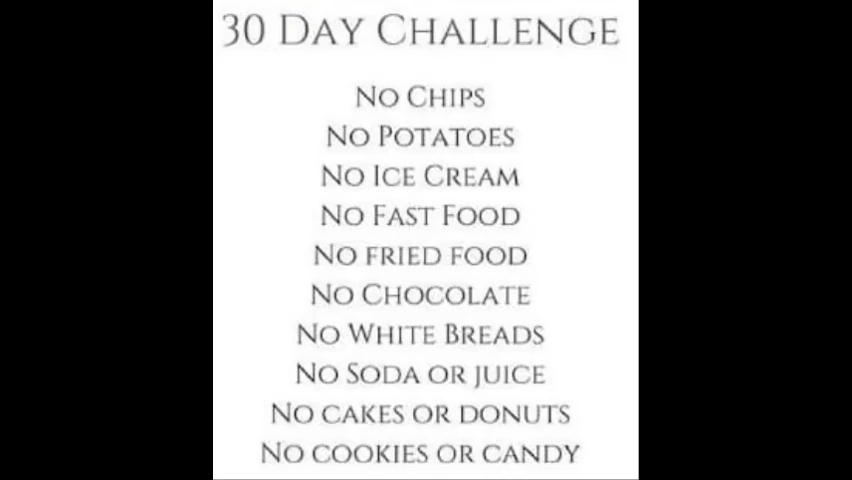 30 Day Challenge
No Chips
No Potatoes
No Ice Cream
No Fast Food
No fried food
No Chocolate
No White Breads
No Soda or juice
No cakes or donuts
No cookies or candy